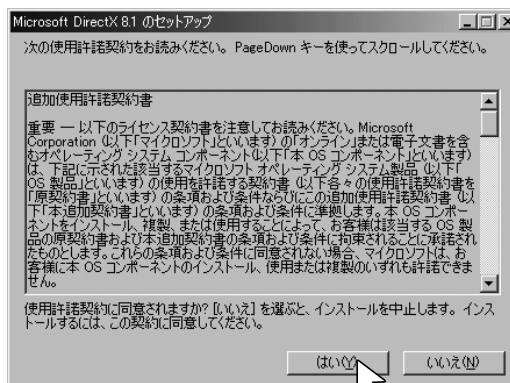 Microsoft DirectX 8.1 のセットアップ
次の使用許諾契約をお読みください。PageDown キーを使ってスクロールしてください。
追加使用許諾契約書
重要 — 以下のライセンス契約書を注意してお読みください。Microsoft
Corporation (以下「マイクロソフト」といいます) の「オンライン」または電子文書を含
むオペレーティング システム コンポーネント(以下「本 OS コンポーネント」といいます)
は、下記に示された該当するマイクロソフト オペレーティング システム製品 (以下「
OS 製品」といいます) の使用を許諾する契約書 (以下各々の使用許諾契約書を
「原契約書」といいます) の条項および条件ならびにこの追加使用許諾契約書 (以
下「本追加契約書」といいます) の条項および条件に準拠します。本 OS コンポー
ネントをインストール、複製、または使用することによって、お客様は該当する OS 製
品の原契約書および本追加契約書の条項および条件に拘束されることに承諾され
たものとします。これらの条項および条件に同意されない場合、マイクロソフトは、お
客様に本 OS コンポーネントのインストール、使用または複製のいずれも許諾できま
せん。
使用許諾契約に同意されますか? [いいえ] を選ぶと、インストールを中止します。インス
トールするには、この契約に同意してください。
はい(Y)
いいえ(N)